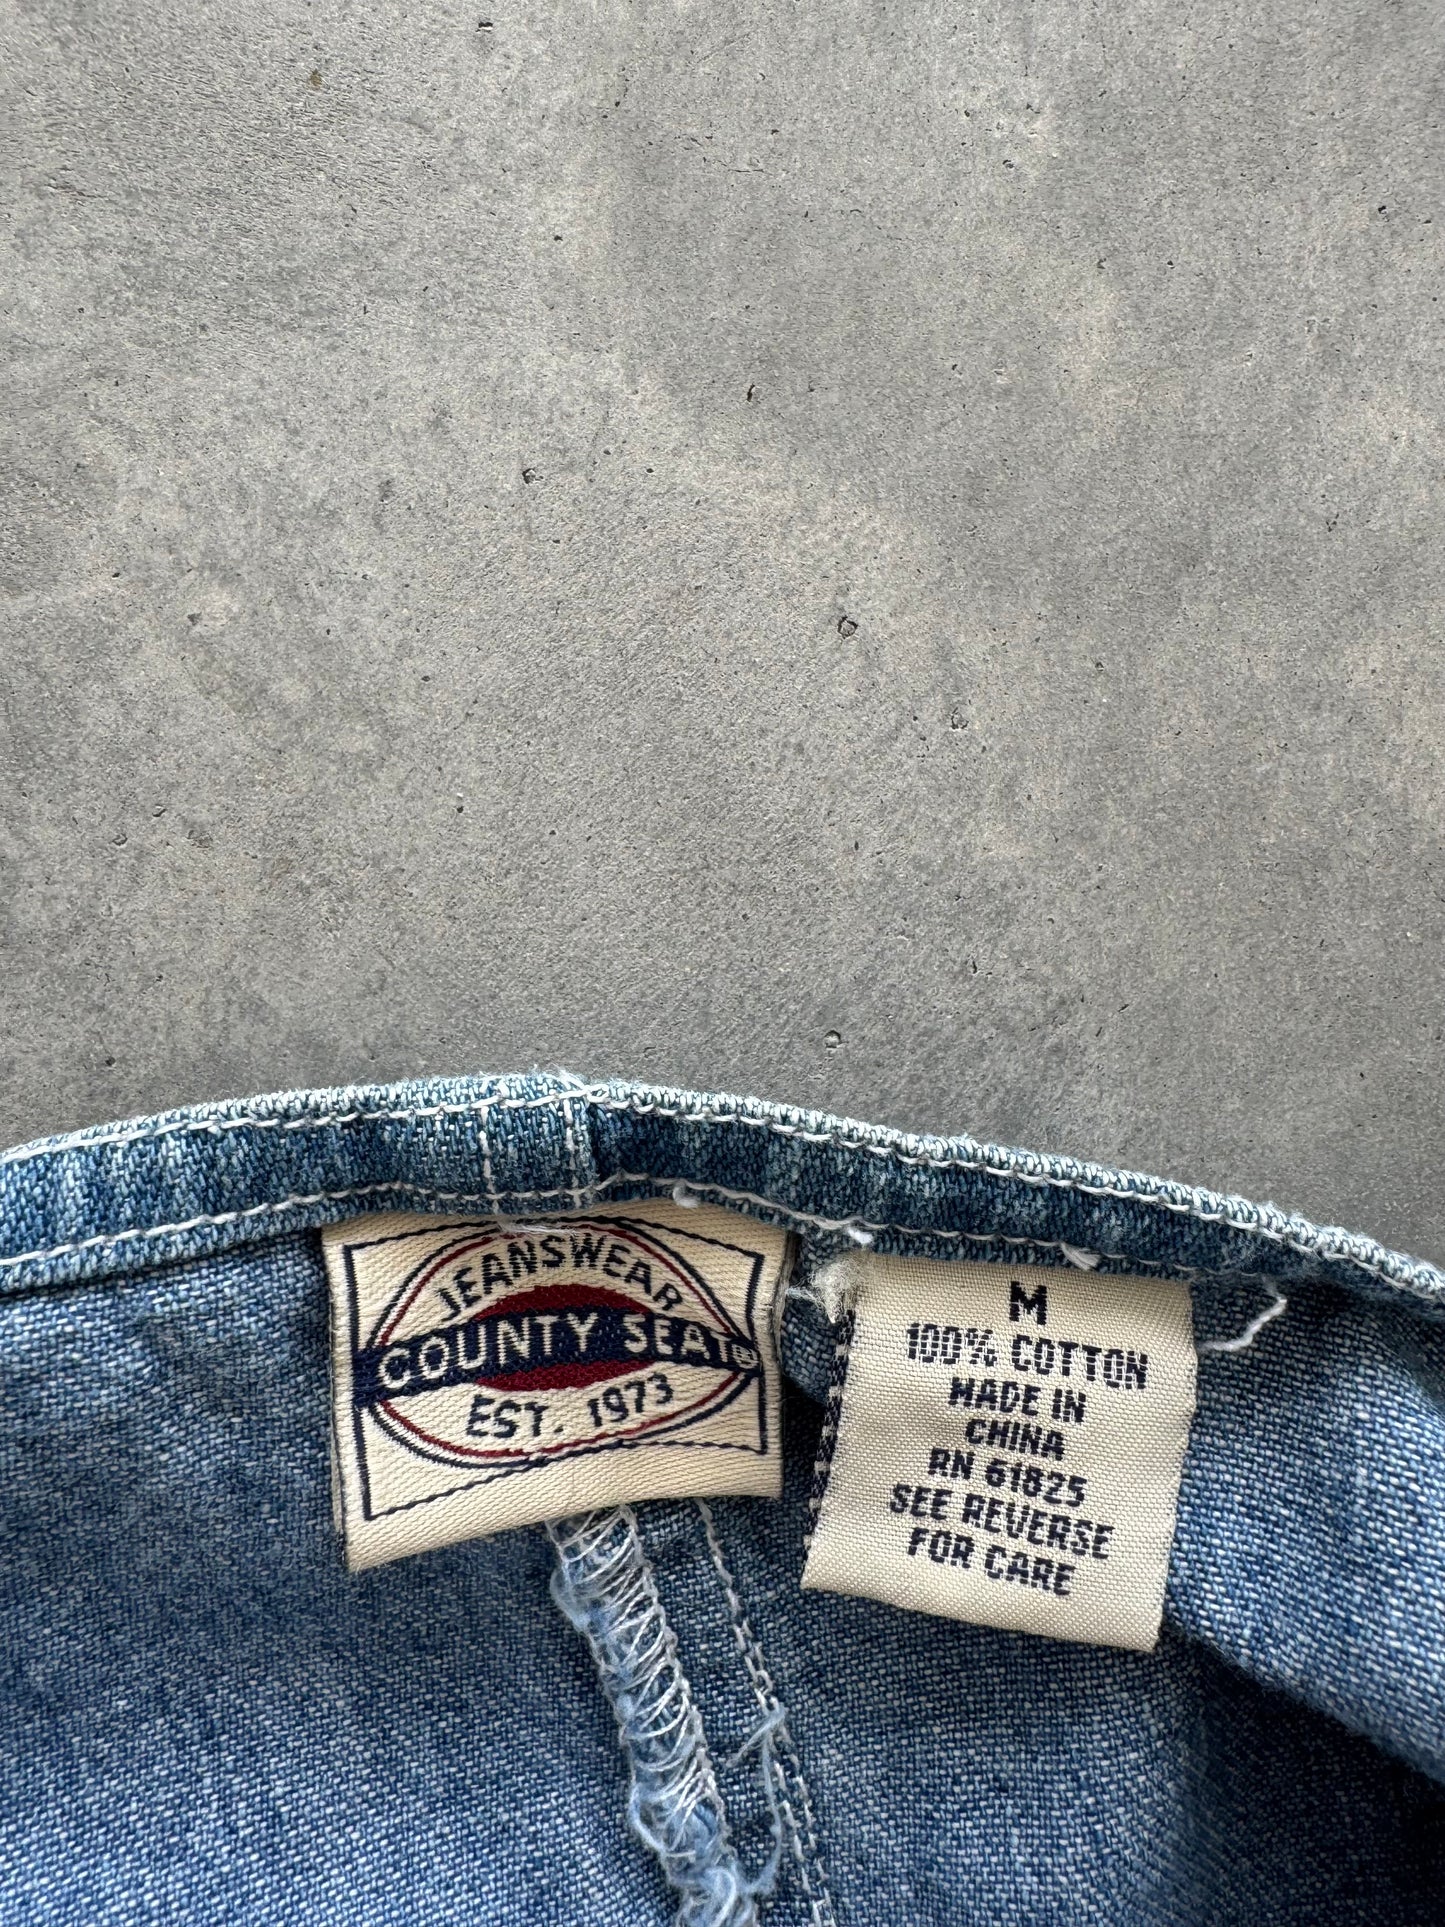 JEANSWEAR
COUNTY SEAT®
EST. 1973
M
100% COTTON
MADE IN
CHINA
RN 61825
SEE REVERSE
FOR CARE